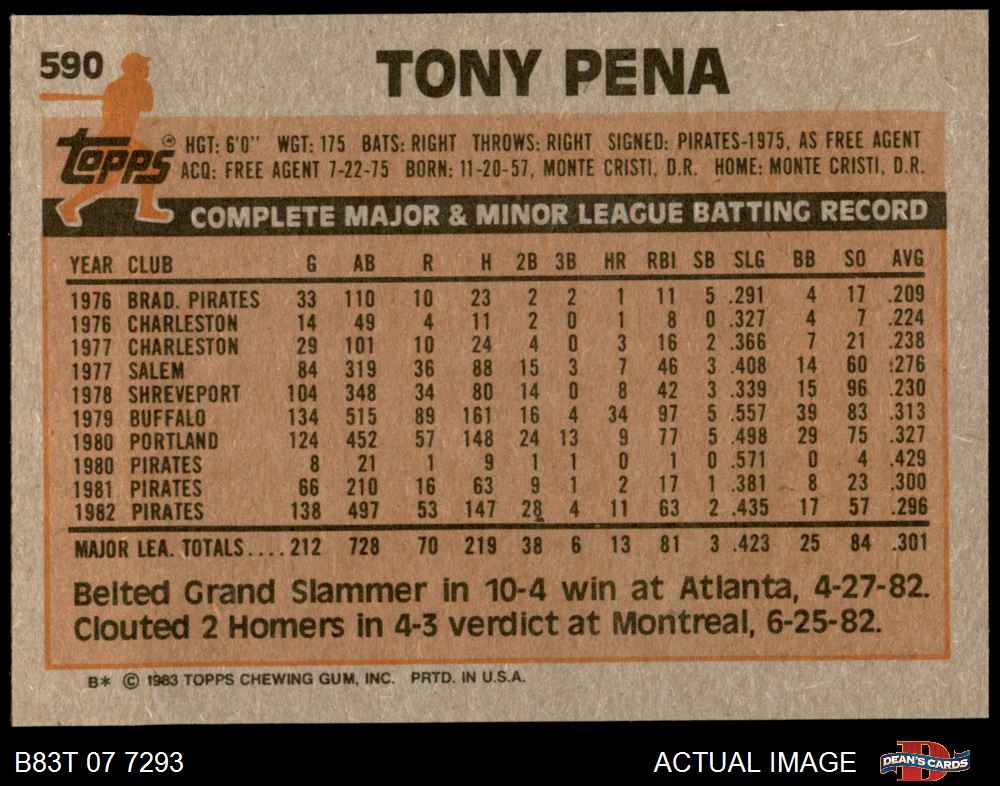 590
TONY PENA
topps®
HGT: 6'0" WGT: 175 BATS: RIGHT THROWS: RIGHT SIGNED: PIRATES-1975, AS FREE AGENT
ACQ: FREE AGENT 7-22-75 BORN: 11-20-57, MONTE CRISTI, D.R. HOME: MONTE CRISTI, D.R.
COMPLETE MAJOR & MINOR LEAGUE BATTING RECORD
YEAR CLUB G AB R H 2B 3B HR RBI SB SLG BB SO AVG
1976 BRAD. PIRATES 33 110 10 23 2 2 1 11 5 .291 4 17 .209
1976 CHARLESTON 14 49 4 11 2 0 1 8 0 .327 4 7 .224
1977 CHARLESTON 29 101 10 24 4 0 3 16 2 .366 7 21 .238
1977 SALEM 84 319 36 88 15 3 7 46 3 .408 14 60 .276
1978 SHREVEPORT 104 348 34 80 14 0 8 42 3 .339 15 96 .230
1979 BUFFALO 134 515 89 161 16 4 34 97 5 .557 39 83 .313
1980 PORTLAND 124 452 57 148 24 13 9 77 5 .498 29 75 .327
1980 PIRATES 8 21 1 9 1 1 0 1 0 .571 0 4 .429
1981 PIRATES 66 210 16 63 9 1 2 17 1 .381 8 23 .300
1982 PIRATES 138 497 53 147 28 4 11 63 2 .435 17 57 .296
MAJOR LEA. TOTALS.... 212 728 70 219 38 6 13 81 3 .423 25 84 .301
Belted Grand Slammer in 10-4 win at Atlanta, 4-27-82.
Clouted 2 Homers in 4-3 verdict at Montreal, 6-25-82.
B* © 1983 TOPPS CHEWING GUM, INC. PRTD. IN U.S.A.
B83T 07 7293
ACTUAL IMAGE
D
DEAN'S CARDS